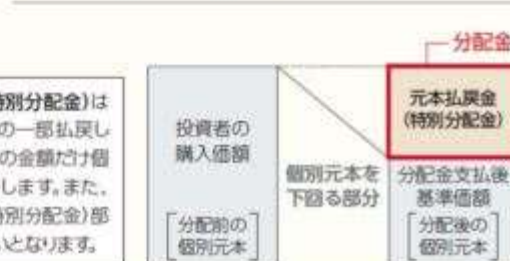 分配金
特別分配金)は
の一部払戻し
の金額だけ個
します。また、
特別分配金)部
いとなります。
投資者の
購入価額
[分配前の
個別元本]
個別元本を
下回る部分
元本払戻金
(特別分配金)
分配金支払後
基準価額
[分配後の
個別元本]